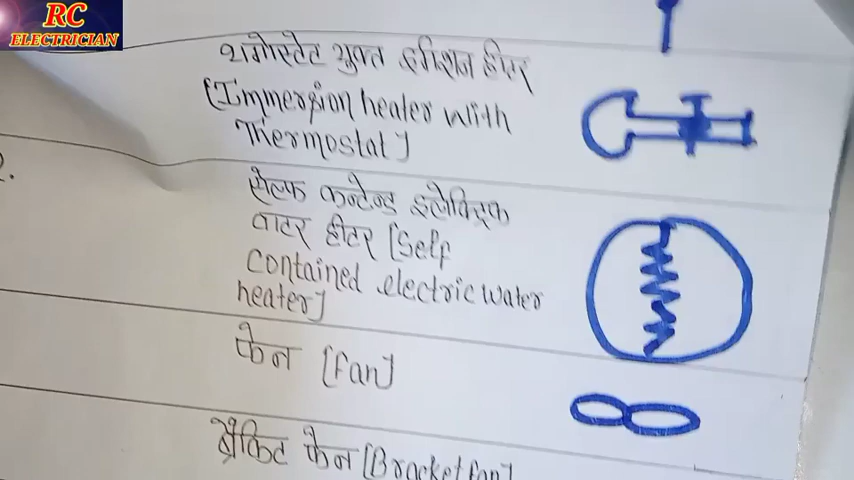 RC
ELECTRICIAN
थर्मोस्टेट युक्त इमर्शन हीटर
[Immersion heater with
Thermostat]
2.
सेल्फ कन्टेन्ड इलेक्ट्रिक
वाटर हीटर [Self
contained electric water
heater]
फेन [Fan]
ब्रैकिट फेन [Bracket fan]